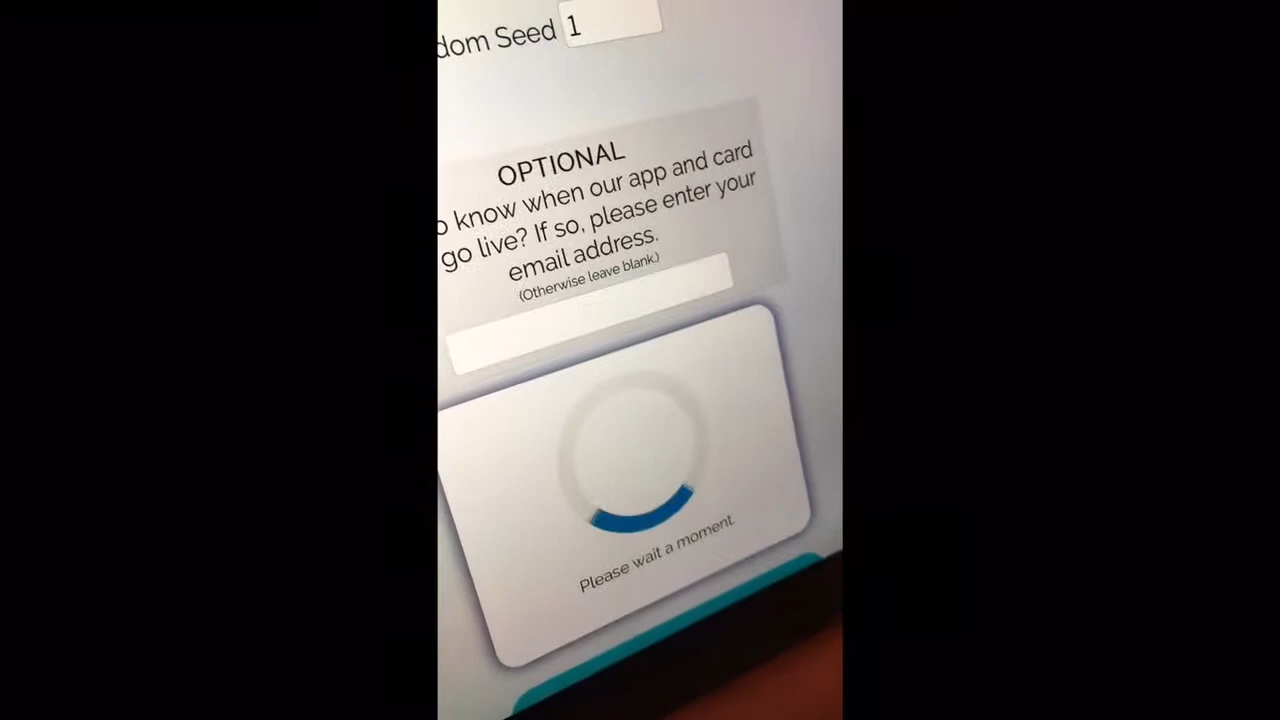 dom Seed 1
OPTIONAL
o know when our app and card
go live? If so, please enter your
email address.
(Otherwise leave blank.)
Please wait a moment.